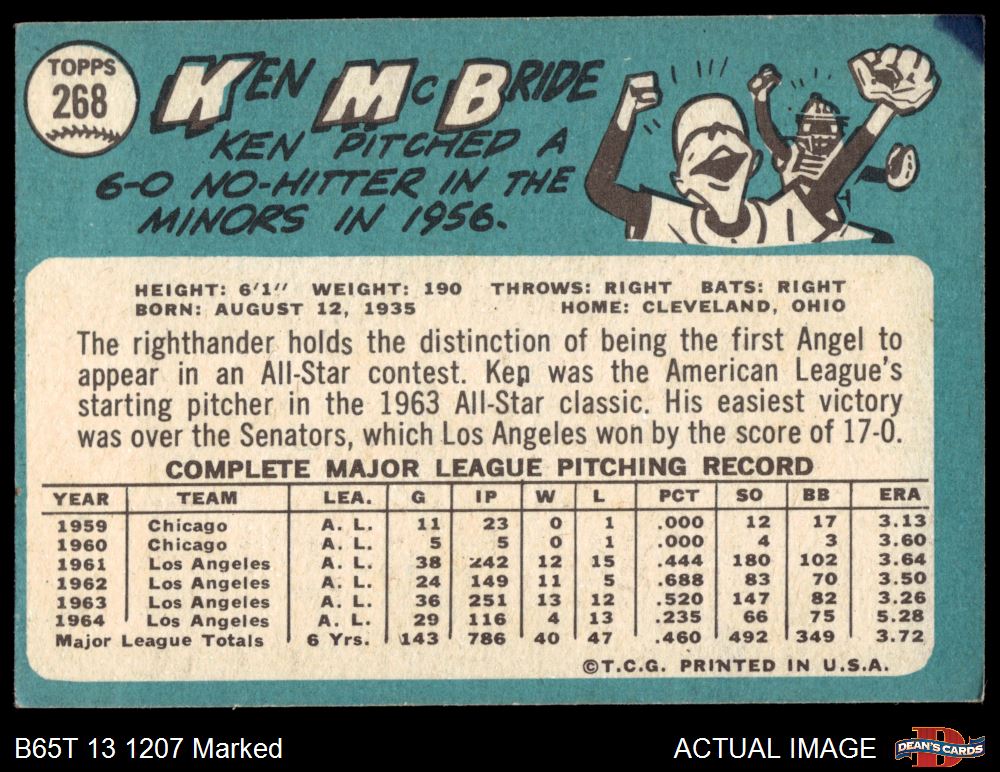 TOPPS
268
KEN MCBRIDE
KEN PITCHED A
6-0 NO-HITTER IN THE
MINORS IN 1956.
HEIGHT: 6'1" WEIGHT: 190 THROWS: RIGHT BATS: RIGHT
BORN: AUGUST 12, 1935 HOME: CLEVELAND, OHIO
The righthander holds the distinction of being the first Angel to
appear in an All-Star contest. Ken was the American League's
starting pitcher in the 1963 All-Star classic. His easiest victory
was over the Senators, which Los Angeles won by the score of 17-0.
COMPLETE MAJOR LEAGUE PITCHING RECORD
YEAR TEAM LEA. G IP W L PCT SO BB ERA
1959 Chicago A. L. 11 23 0 1 .000 12 17 3.13
1960 Chicago A. L. 5 5 0 1 .000 4 3 3.60
1961 Los Angeles A. L. 38 242 12 15 .444 180 102 3.64
1962 Los Angeles A. L. 24 149 11 5 .688 83 70 3.50
1963 Los Angeles A. L. 36 251 13 12 .520 147 82 3.26
1964 Los Angeles A. L. 29 116 4 13 .235 66 75 5.28
Major League Totals 6 Yrs. 143 786 40 47 .460 492 349 3.72
©T.C.G. PRINTED IN U.S.A.
B65T 13 1207 Marked ACTUAL IMAGE DEAN'S CARDS